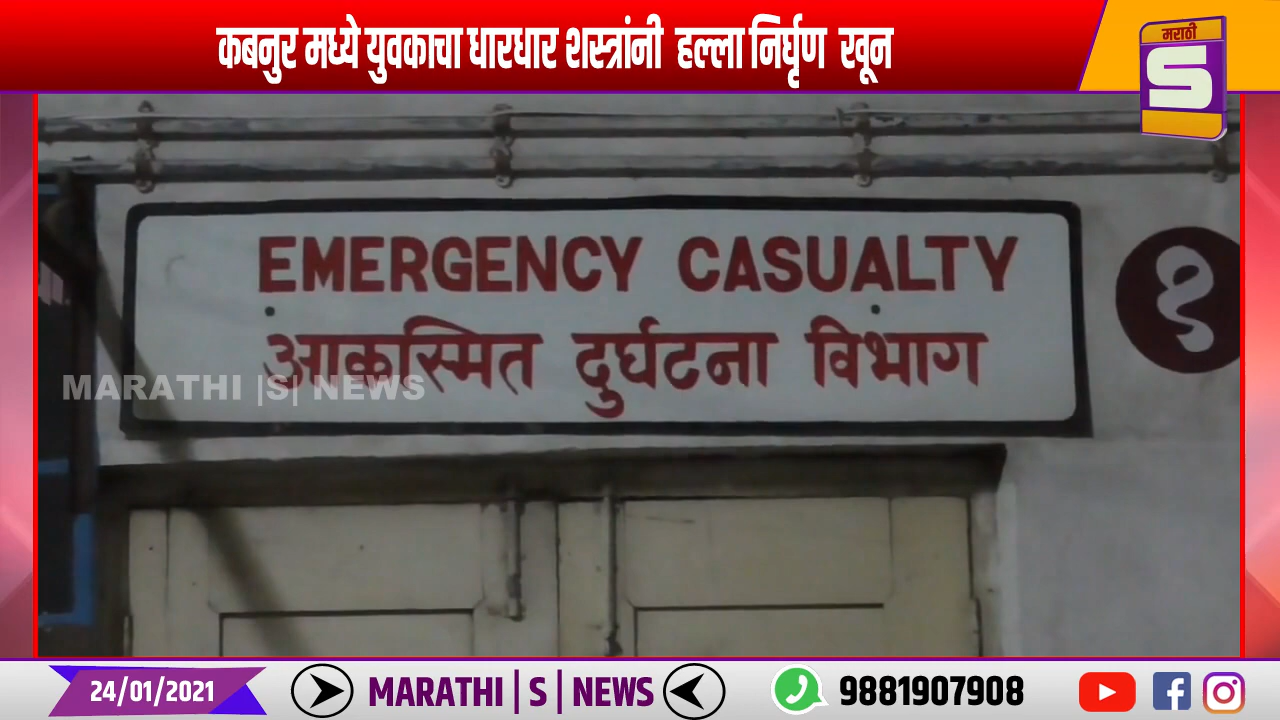 कबनुर मध्ये युवकाचा धारधार शस्त्रांनी हल्ला निर्घृण खून
मराठी
S
EMERGENCY CASUALTY
आकस्मित दुर्घटना विभाग
१
MARATHI |S| NEWS
24/01/2021
MARATHI | S | NEWS
9881907908